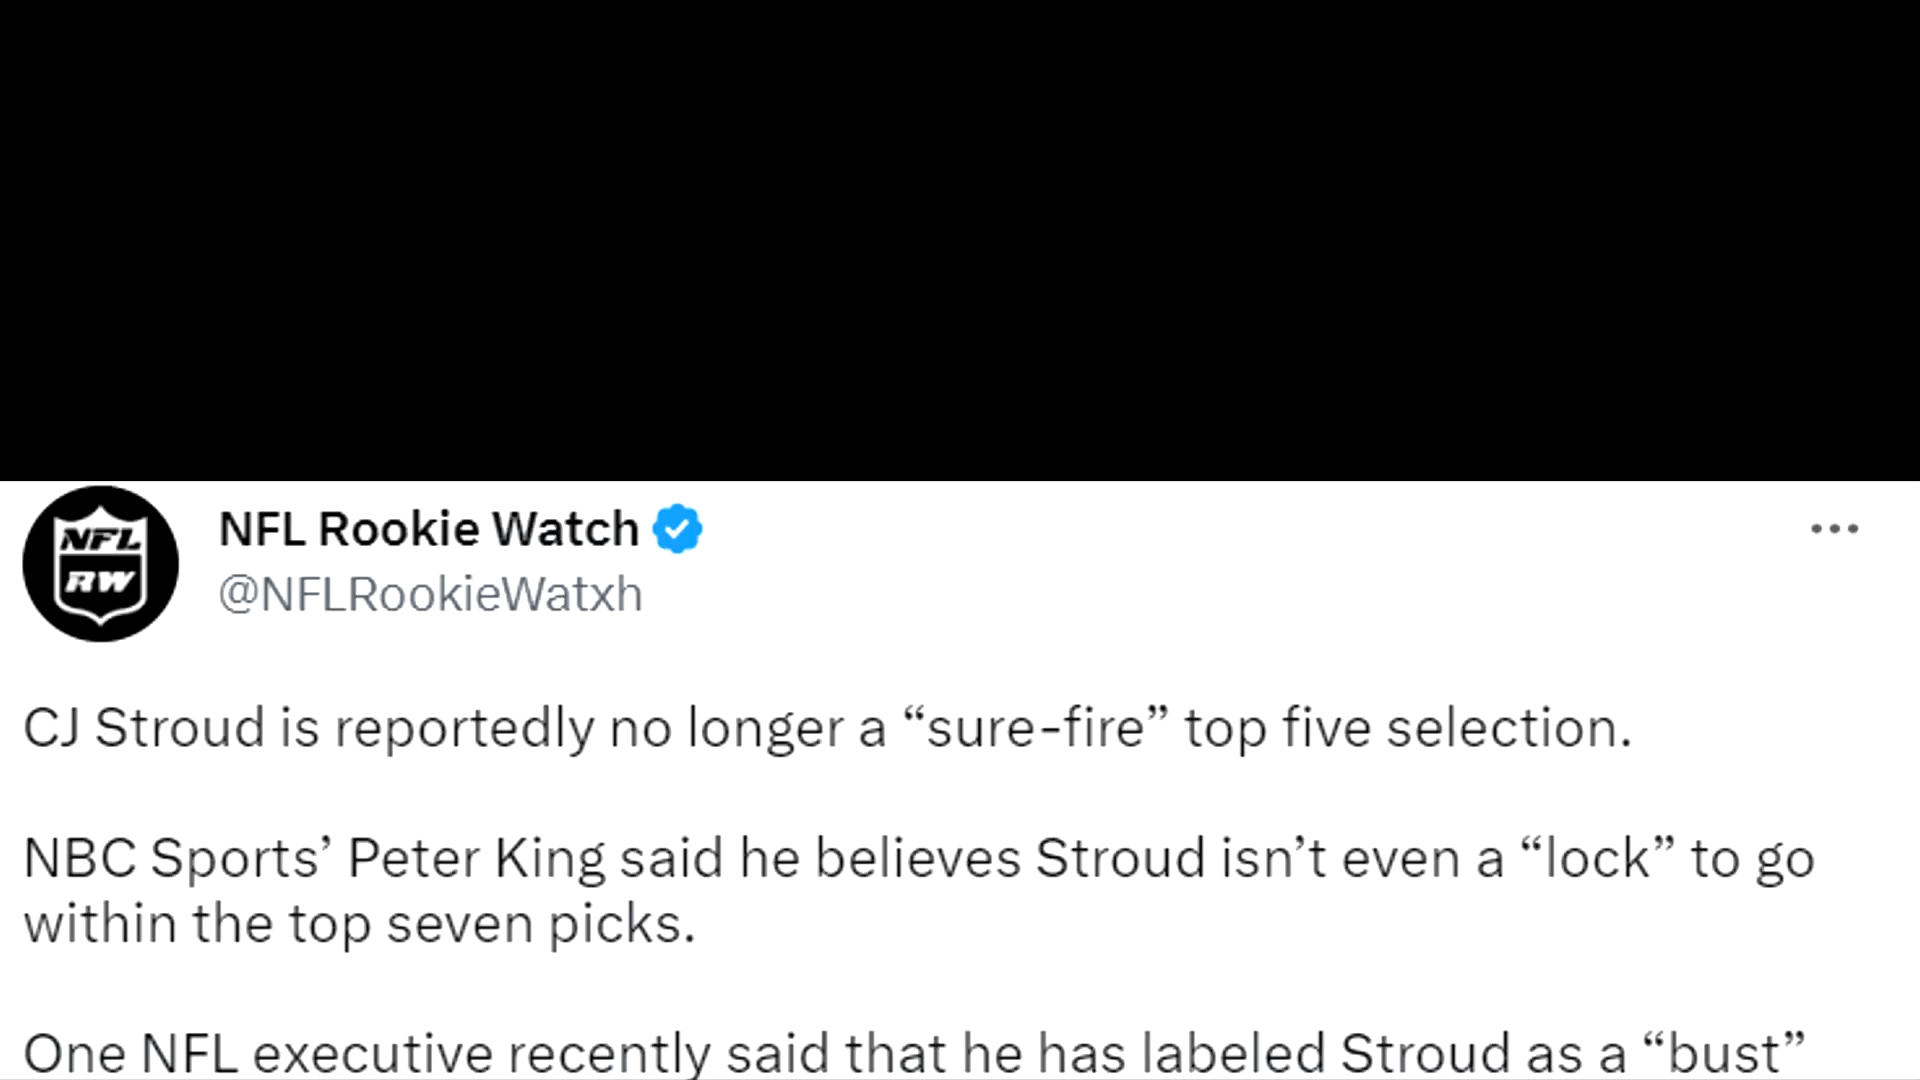 NFL
RW
NFL Rookie Watch
@NFLRookieWatxh
CJ Stroud is reportedly no longer a “sure-fire” top five selection.
NBC Sports’ Peter King said he believes Stroud isn’t even a “lock” to go
within the top seven picks.
One NFL executive recently said that he has labeled Stroud as a “bust”